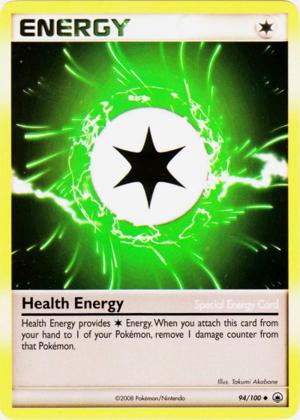 ENERGY
Health Energy
Special Energy Card
Health Energy provides Energy. When you attach this card
from your hand to 1 of your Pokémon, remove 1 damage counter from
that Pokémon.
Illus. Takumi Akabane
©2008 Pokémon/Nintendo
94/100